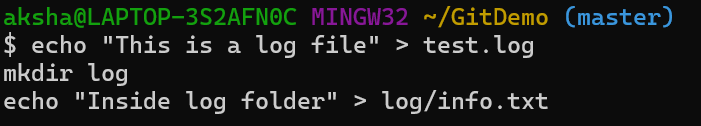 aksha@LAPTOP-3S2AFN0C MINGW32 ~/GitDemo (master)
$ echo "This is a log file" > test.log
mkdir log
echo "Inside log folder" > log/info.txt